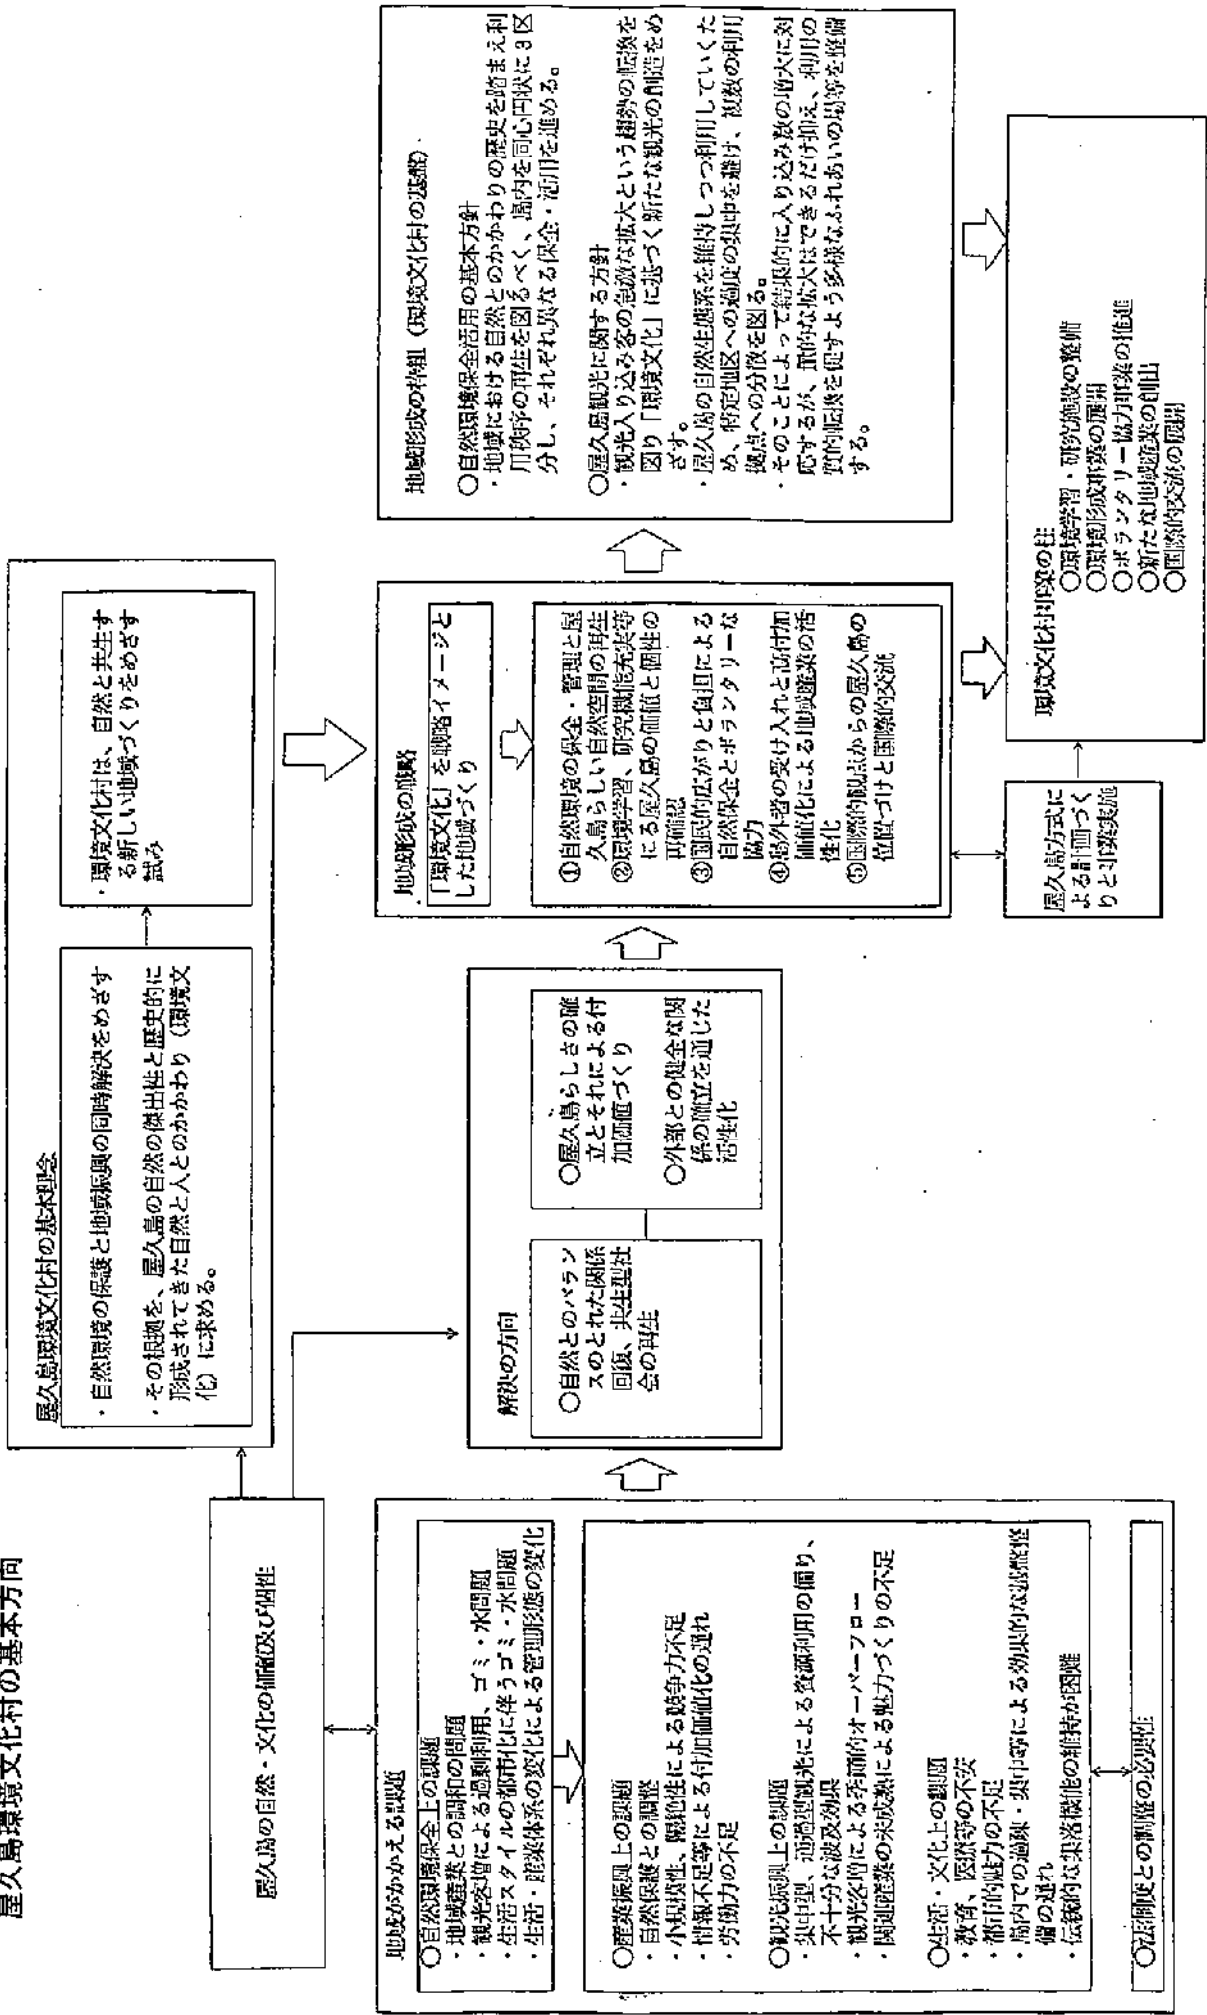 屋久島環境文化村の基本方向
屋久島の自然・文化の価値及び個性
屋久島環境文化村の基本理念
・自然環境の保護と地域振興の同時解決をめざす
・その根拠を、屋久島の自然の傑出性と歴史的に
形成されてきた自然と人とのかかわり（環境文
化）に求める。
・環境文化村は、自然と共生す
る新しい地域づくりをめざす
試み
地域がかかえる課題
○自然環境保全上の課題
・地域産業との調和の問題
・観光客増による過剰利用、ゴミ・水問題
・生活スタイルの都市化に伴うゴミ・水問題
・生活・産業体系の変化による管理形態の変化
○産業振興上の課題
・自然保護との調整
・小規模性、隔絶性による競争力不足
・情報不足等による付加価値化の遅れ
・労働力の不足
○観光振興上の課題
・集中型、通過型観光による資源利用の偏り、
不十分な波及効果
・観光客増による季節的オーバーフロー
・関連産業の未成熟による魅力づくりの不足
○生活・文化上の課題
・教育、医療等の不安
・都市的魅力の不足
・島内での過疎・集中等による効果的な基盤整
備の遅れ
・伝統的な集落機能の維持が困難
○法制度との調整の必要性
解決の方向
○自然とのバラン
スのとれた関係
回復、共生型社
会の再生
○屋久島らしさの確
立とそれによる付
加価値づくり
○外部との健全な関
係の確立を通じた
活性化
地域形成の戦略
「環境文化」を戦略イメージと
した地域づくり
①自然環境の保全・管理と屋
久島らしい自然空間の再生
②環境学習、研究機能充実等
にる屋久島の価値と個性の
再確認
③国民的広がりと負担による
自然保全とボランタリーな
協力
④島外者の受け入れと高付加
価値化による地域産業の活
性化
⑤国際的観点からの屋久島の
位置づけと国際的交流
屋久島方式に
よる計画づく
りと事業実施
地域形成の枠組（環境文化村の基盤）
○自然環境保全活用の基本方針
・地域における自然とのかかわりの歴史を踏まえ利
用秩序の再生を図るべく、島内を同心円状に3区
分し、それぞれ異なる保全・活用を進める。
○屋久島観光に関する方針
・観光入り込み客の急激な拡大という趨勢の転換を
図り「環境文化」に基づく新たな観光の創造をめ
ざす。
・屋久島の自然生態系を維持しつつ利用していくた
め、特定地区への過度の集中を避け、複数の利用
拠点への分散を図る。
・そのことによって結果的に入り込み数の増大に対
応するが、量的な拡大はできるだけ抑え、利用の
質的転換を促すよう多様なふれあいの場等を整備
する。
環境文化村事業の柱
○環境学習・研究施設の整備
○環境形成事業の展開
○ボランタリー協力事業の推進
○新たな地域産業の創出
○国際的交流の展開